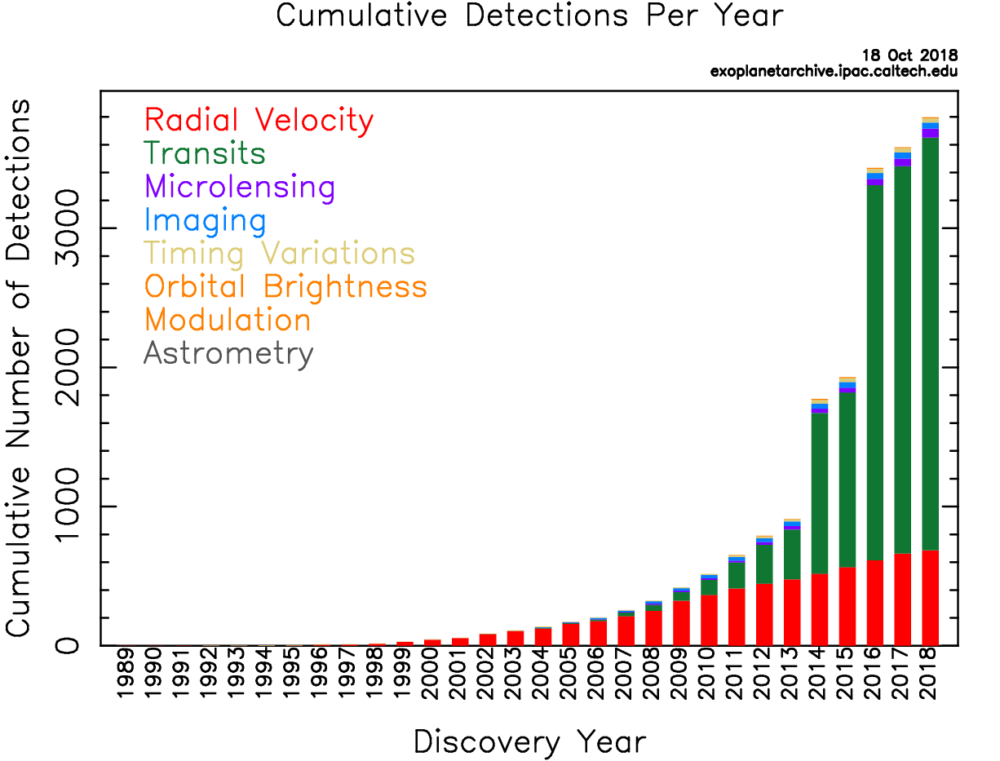 Cumulative Detections Per Year
18 Oct 2018
exoplanetarchive.ipac.caltech.edu
Radial Velocity
Transits
Microlensing
Imaging
Timing Variations
Orbital Brightness
Modulation
Astrometry
Cumulative Number of Detections
3000
2000
1000
0
1989 1990 1991 1992 1993 1994 1995 1996 1997 1998 1999 2000 2001 2002 2003 2004 2005 2006 2007 2008 2009 2010 2011 2012 2013 2014 2015 2016 2017 2018
Discovery Year